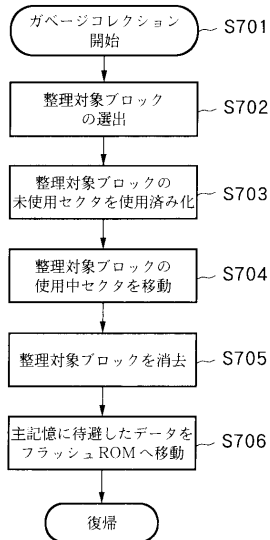 ガベージコレクション
開始
S701
整理対象ブロック
の選出
S702
整理対象ブロックの
未使用セクタを使用済み化
S703
整理対象ブロックの
使用中セクタを移動
S704
整理対象ブロックを消去
S705
主記憶に待避したデータを
フラッシュROMへ移動
S706
復帰